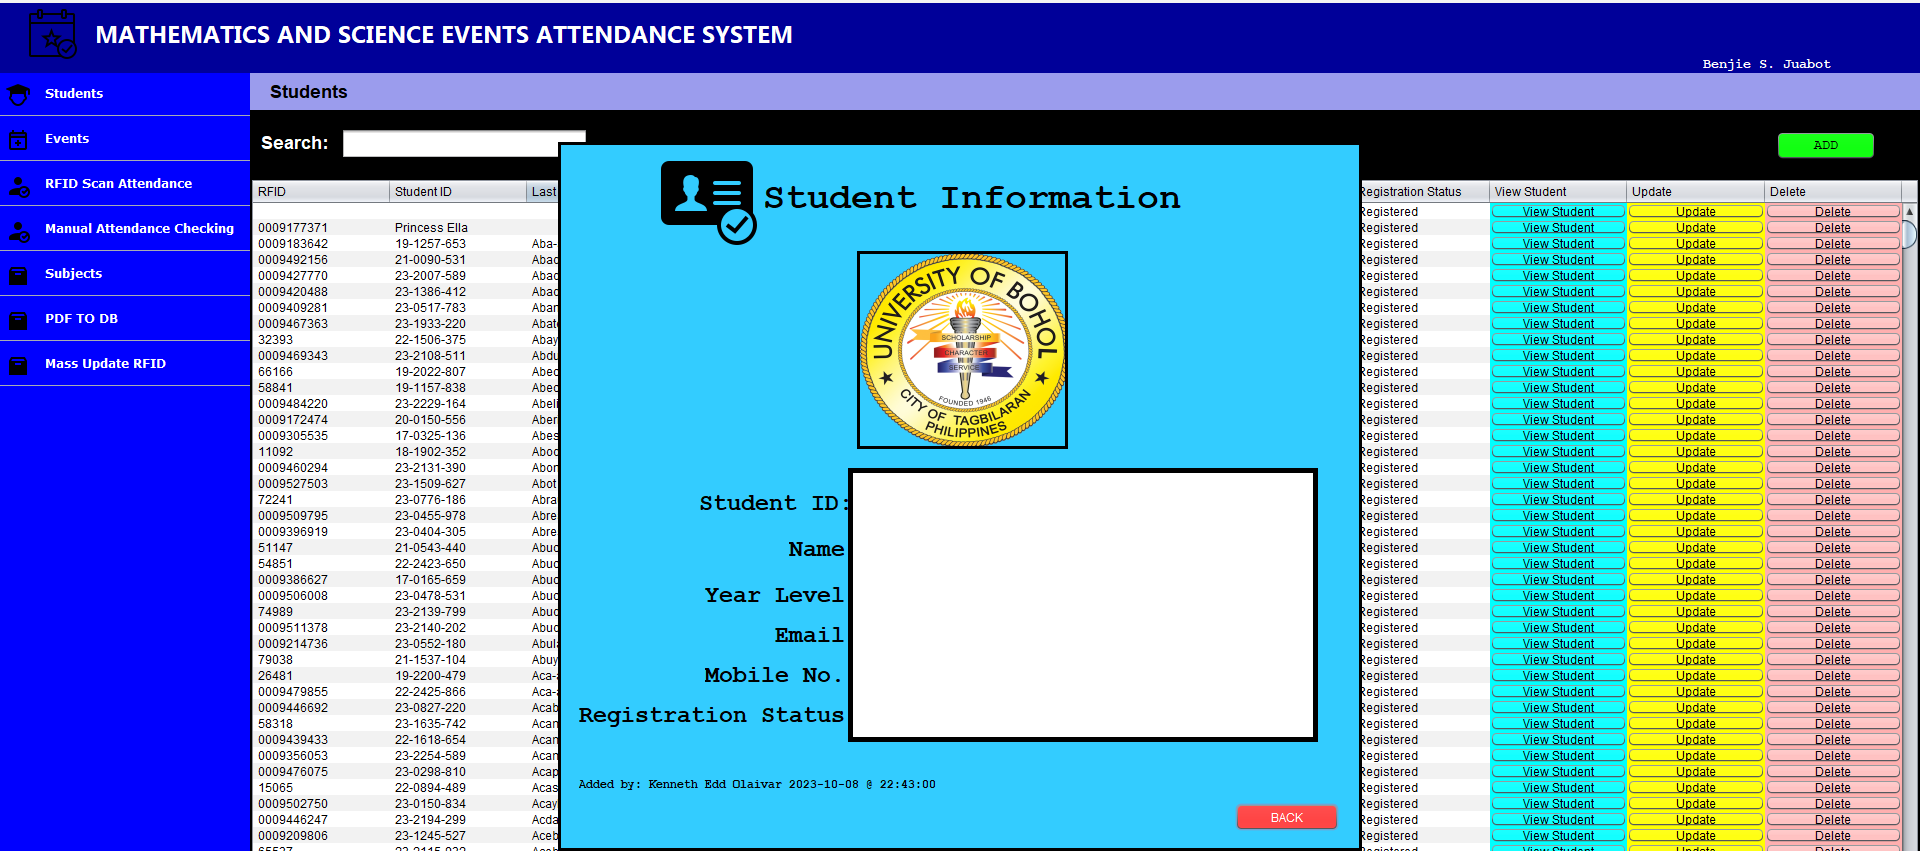 MATHEMATICS AND SCIENCE EVENTS ATTENDANCE SYSTEM
Benjie S. Juabot
Students
Events
RFID Scan Attendance
Manual Attendance Checking
Subjects
PDF TO DB
Mass Update RFID
Students
Search:
ADD
RFID Student ID Last Registration Status View Student Update Delete
Registered View Student Update Delete
0009177371 Princess Ella Registered View Student Update Delete
0009183642 19-1257-653 Aba- Registered View Student Update Delete
0009492156 21-0090-531 Abac Registered View Student Update Delete
0009427770 23-2007-589 Abac Registered View Student Update Delete
0009420488 23-1386-412 Abac Registered View Student Update Delete
0009409281 23-0517-783 Abar Registered View Student Update Delete
0009467363 23-1933-220 Abat Registered View Student Update Delete
32393 22-1506-375 Abay Registered View Student Update Delete
0009469343 23-2108-511 Abdu Registered View Student Update Delete
66166 19-2022-807 Abec Registered View Student Update Delete
58841 19-1157-838 Abec Registered View Student Update Delete
0009484220 23-2229-164 Abeli Registered View Student Update Delete
0009172474 20-0150-556 Aber Registered View Student Update Delete
0009305535 17-0325-136 Abes Registered View Student Update Delete
11092 18-1902-352 Aboc Registered View Student Update Delete
0009460294 23-2131-390 Abon Registered View Student Update Delete
0009527503 23-1509-627 Abot Registered View Student Update Delete
72241 23-0776-186 Abra Registered View Student Update Delete
0009509795 23-0455-978 Abre Registered View Student Update Delete
0009396919 23-0404-305 Abre Registered View Student Update Delete
51147 21-0543-440 Abuc Registered View Student Update Delete
54851 22-2423-650 Abuc Registered View Student Update Delete
0009386627 17-0165-659 Abuc Registered View Student Update Delete
0009506008 23-0478-531 Abuc Registered View Student Update Delete
74989 23-2139-799 Abuc Registered View Student Update Delete
0009511378 23-2140-202 Abuc Registered View Student Update Delete
0009214736 23-0552-180 Abul Registered View Student Update Delete
79038 21-1537-104 Abuy Registered View Student Update Delete
26481 19-2200-479 Aca-a Registered View Student Update Delete
0009479855 22-2425-866 Aca-a Registered View Student Update Delete
0009446692 23-0827-220 Acab Registered View Student Update Delete
58318 23-1635-742 Acan Registered View Student Update Delete
0009439433 22-1618-654 Acan Registered View Student Update Delete
0009356053 23-2254-589 Acan Registered View Student Update Delete
0009476075 23-0298-810 Acap Registered View Student Update Delete
15065 22-0894-489 Acas Registered View Student Update Delete
0009502750 23-0150-834 Acay Registered View Student Update Delete
0009446247 23-2194-299 Acda Registered View Student Update Delete
0009209806 23-1245-527 Aceb Registered View Student Update Delete
Student Information
UNIVERSITY OF BOHOL
SCHOLARSHIP
CHARACTER
SERVICE
FOUNDED 1946
CITY OF TAGBILARAN
PHILIPPINES
Student ID:
Name
Year Level
Email
Mobile No.
Registration Status
Added by: Kenneth Edd Olaivar 2023-10-08 @ 22:43:00
BACK